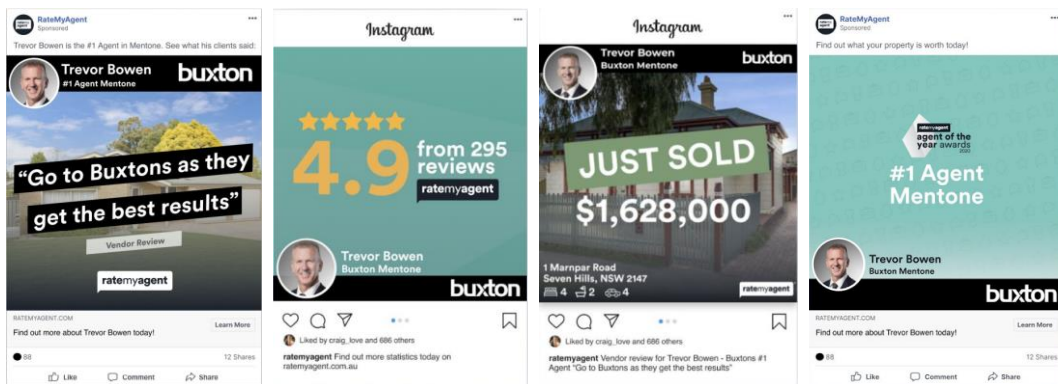 RateMyAgent
Sponsored
Trevor Bowen is the #1 Agent in Mentone. See what his clients said:
Trevor Bowen
#1 Agent Mentone
buxton
“Go to Buxtons as they
get the best results”
Vendor Review
ratemyagent
RATEMYAGENT.COM
Find out more about Trevor Bowen today!
Learn More
88
12 Shares
Like
Comment
Share
Instagram
4.9
from 295
reviews
ratemyagent
Trevor Bowen
Buxton Mentone
buxton
Liked by craig_love and 686 others
ratemyagent Find out more statistics today on
ratemyagent.com.au
Instagram
Trevor Bowen
Buxton Mentone
buxton
JUST SOLD
$1,628,000
1 Marnpar Road
Seven Hills, NSW 2147
4 2 4
ratemyagent
Liked by craig_love and 686 others
ratemyagent Vendor review for Trevor Bowen - Buxtons #1
Agent “Go to Buxtons as they get the best results”
RateMyAgent
Sponsored
Find out what your property is worth today!
ratemyagent
agent of the
year awards
2020
#1 Agent
Mentone
Trevor Bowen
Buxton Mentone
buxton
RATEMYAGENT.COM
Find out more about Trevor Bowen today!
Learn More
88
12 Shares
Like
Comment
Share